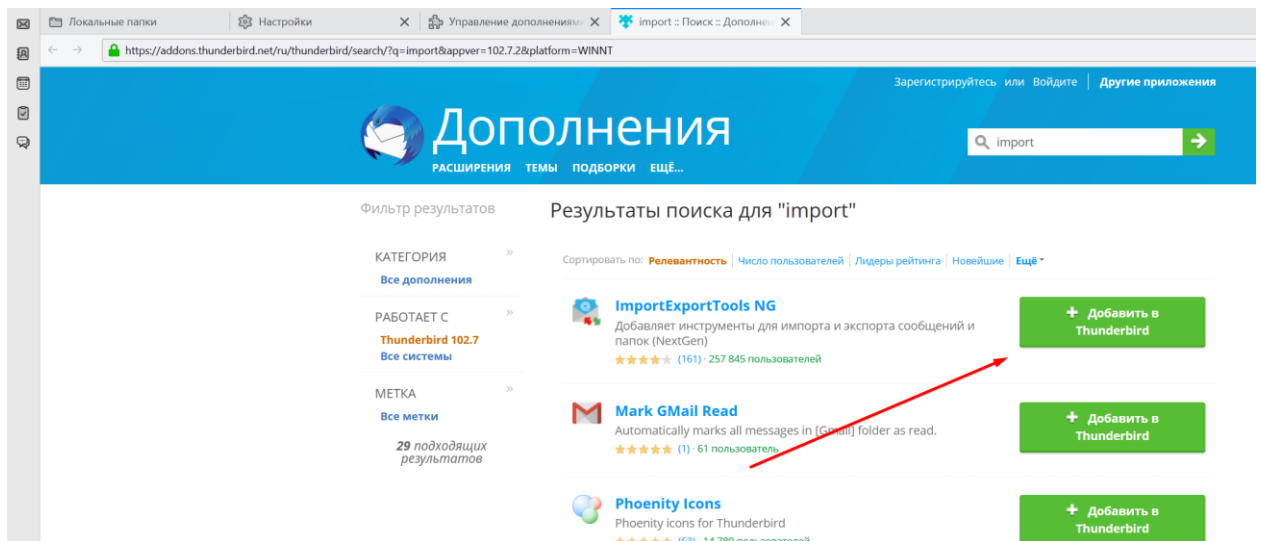 Локальные папки
Настройки
Управление дополнениями
import :: Поиск :: Дополнен
https://addons.thunderbird.net/ru/thunderbird/search/?q=import&appver=102.7.2&platform=WINNT
Зарегистрируйтесь или Войдите
Другие приложения
Дополнения
import
РАСШИРЕНИЯ ТЕМЫ ПОДБОРКИ ЕЩЁ...
Фильтр результатов
КАТЕГОРИЯ »
Все дополнения
РАБОТАЕТ С »
Thunderbird 102.7
Все системы
МЕТКА »
Все метки
29 подходящих
результатов
Результаты поиска для "import"
Сортировать по: Релевантность Число пользователей Лидеры рейтинга Новейшие Ещё
ImportExportTools NG
Добавляет инструменты для импорта и экспорта сообщений и
папок (NextGen)
(161) · 257 845 пользователей
+ Добавить в
Thunderbird
Mark GMail Read
Automatically marks all messages in [Gmail] folder as read.
(1) · 61 пользователь
+ Добавить в
Thunderbird
Phoenity Icons
Phoenity icons for Thunderbird
(63) · 14 789 пользователей
+ Добавить в
Thunderbird